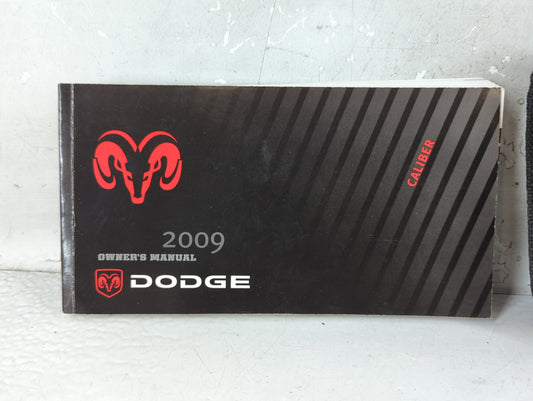 CALIBER
2009
OWNER'S MANUAL
DODGE